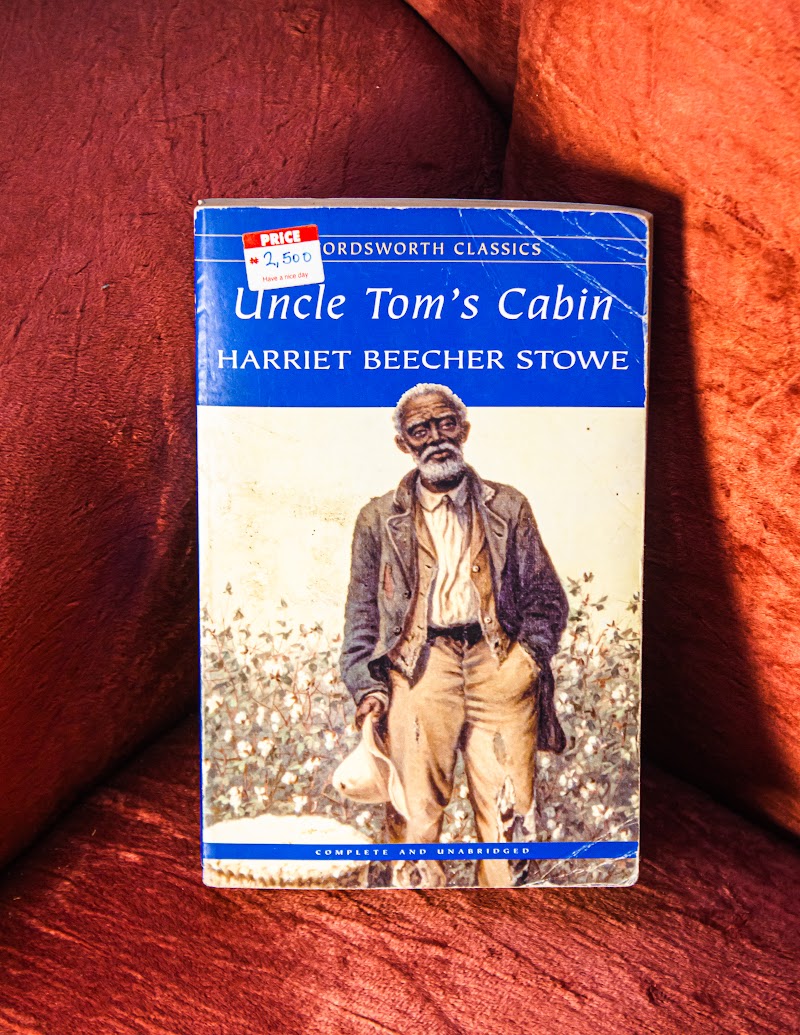 PRICE
₦ 2,500
Have a nice day
ORDSWORTH CLASSICS
Uncle Tom's Cabin
HARRIET BEECHER STOWE
COMPLETE AND UNABRIDGED